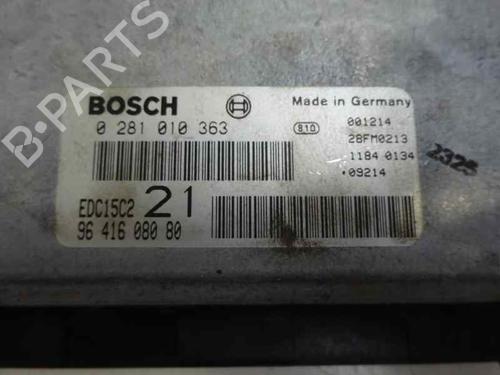 BOSCH
Made in Germany
0 281 010 363
810
001214
28FM0213
1184 0134
•09214
2325
EDC15C2 21
96 416 080 80
B-PARTS